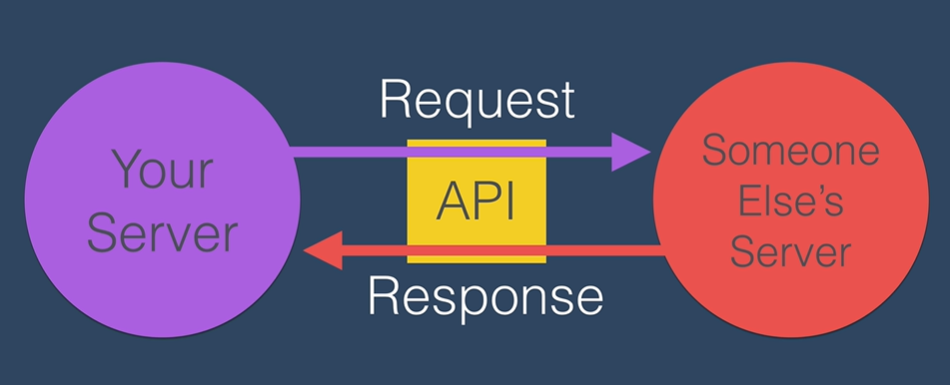 Request
Your
Server
API
Someone
Else's
Server
Response